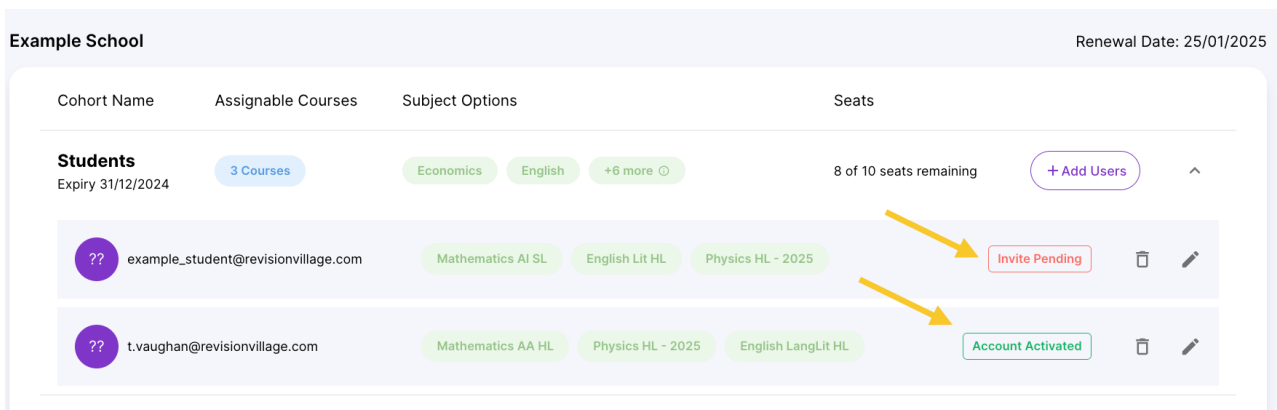 Example School
Renewal Date: 25/01/2025
Cohort Name Assignable Courses Subject Options Seats
Students
Expiry 31/12/2024
3 Courses
Economics English +6 more
8 of 10 seats remaining
+ Add Users
?? example_student@revisionvillage.com Mathematics AI SL English Lit HL Physics HL - 2025 Invite Pending
?? t.vaughan@revisionvillage.com Mathematics AA HL Physics HL - 2025 English LangLit HL Account Activated